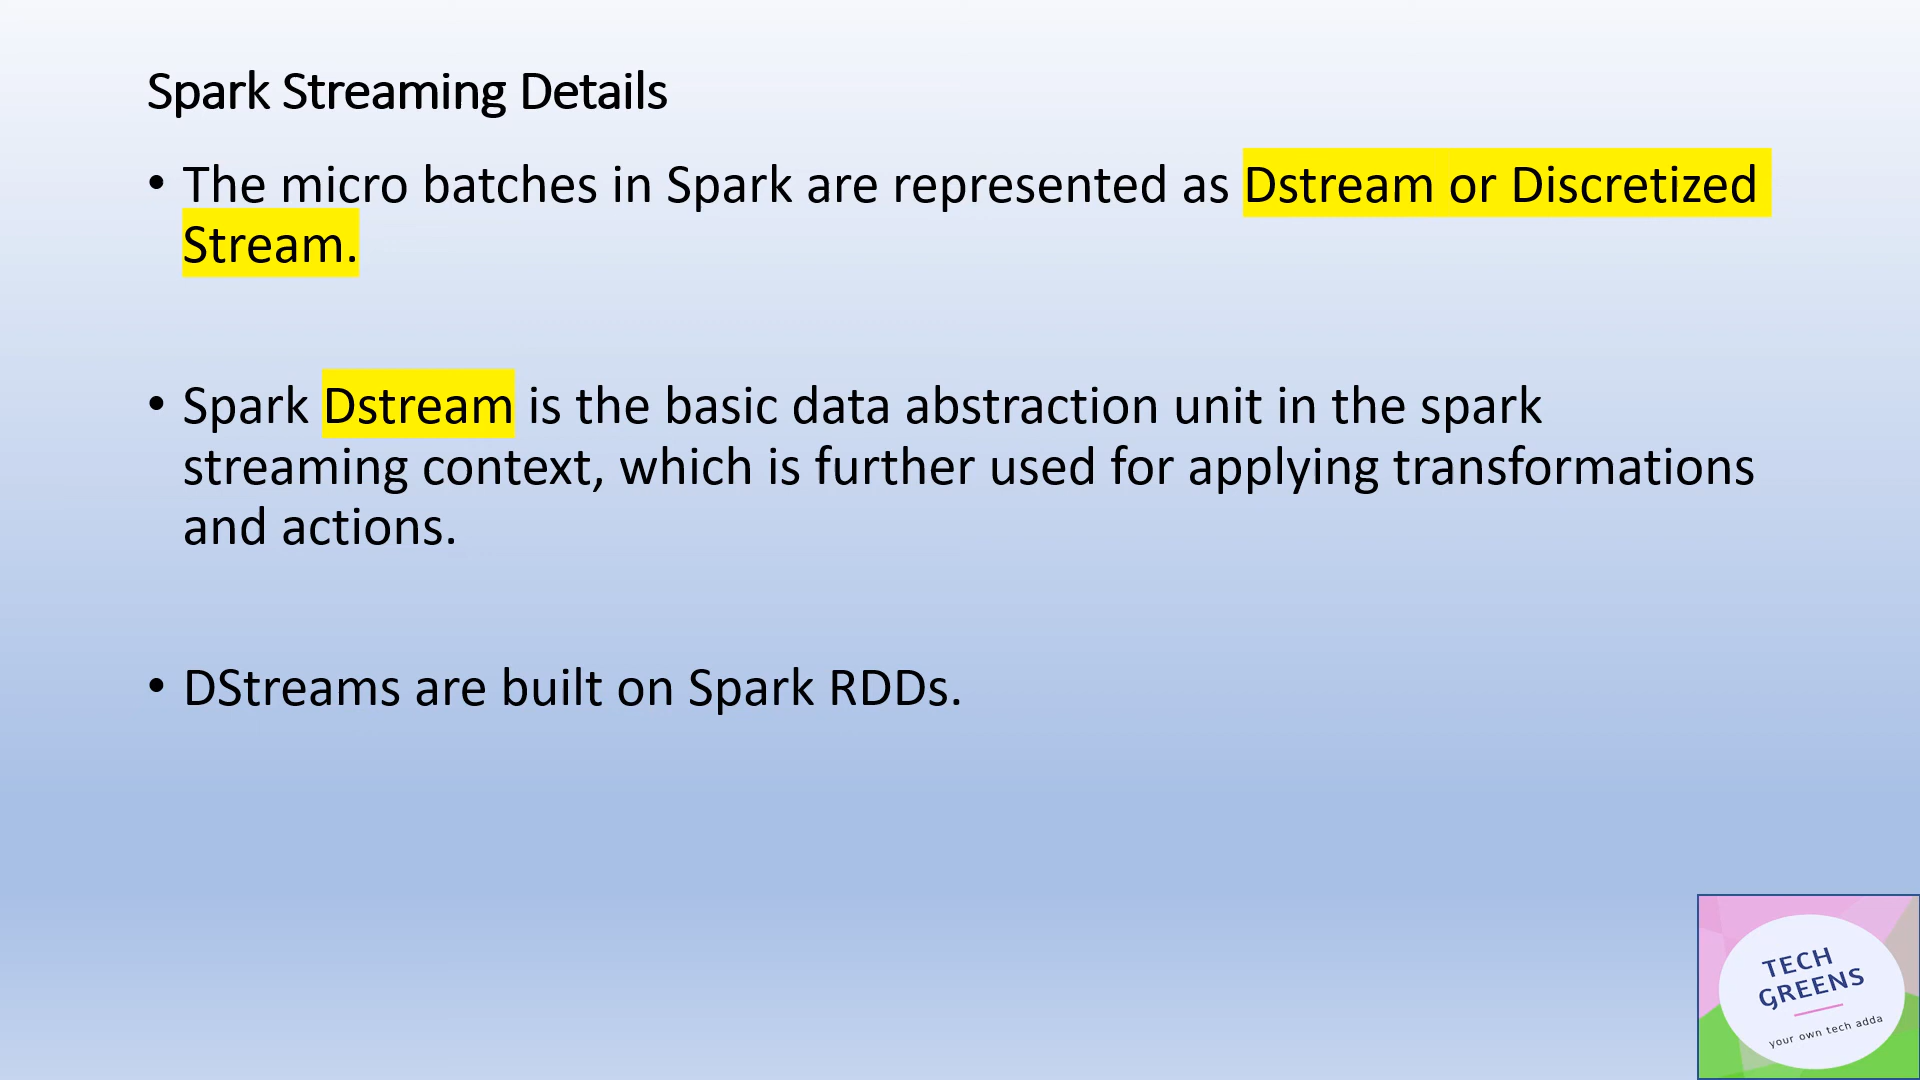 Spark Streaming Details
• The micro batches in Spark are represented as Dstream or Discretized
Stream.
• Spark Dstream is the basic data abstraction unit in the spark
streaming context, which is further used for applying transformations
and actions.
• DStreams are built on Spark RDDs.
TECH
GREENS
your own tech adda